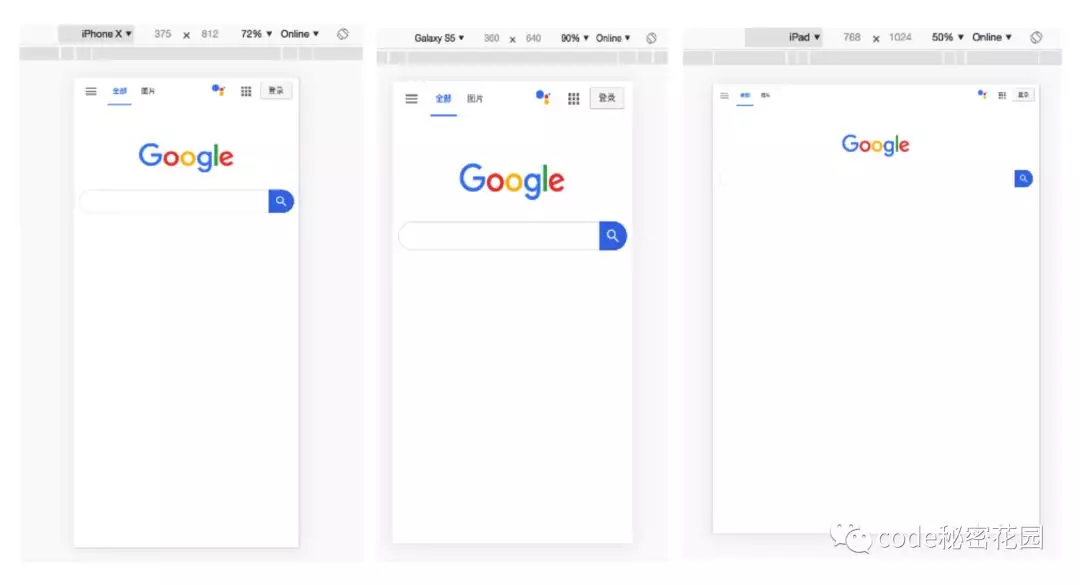 iPhone X ▼ 375 x 812 72% ▼ Online ▼
全部 图片 登录
Google
Galaxy S5 ▼ 360 x 640 90% ▼ Online ▼
全部 图片 登录
Google
iPad ▼ 768 x 1024 50% ▼ Online ▼
全部 图片 登录
Google
code秘密花园